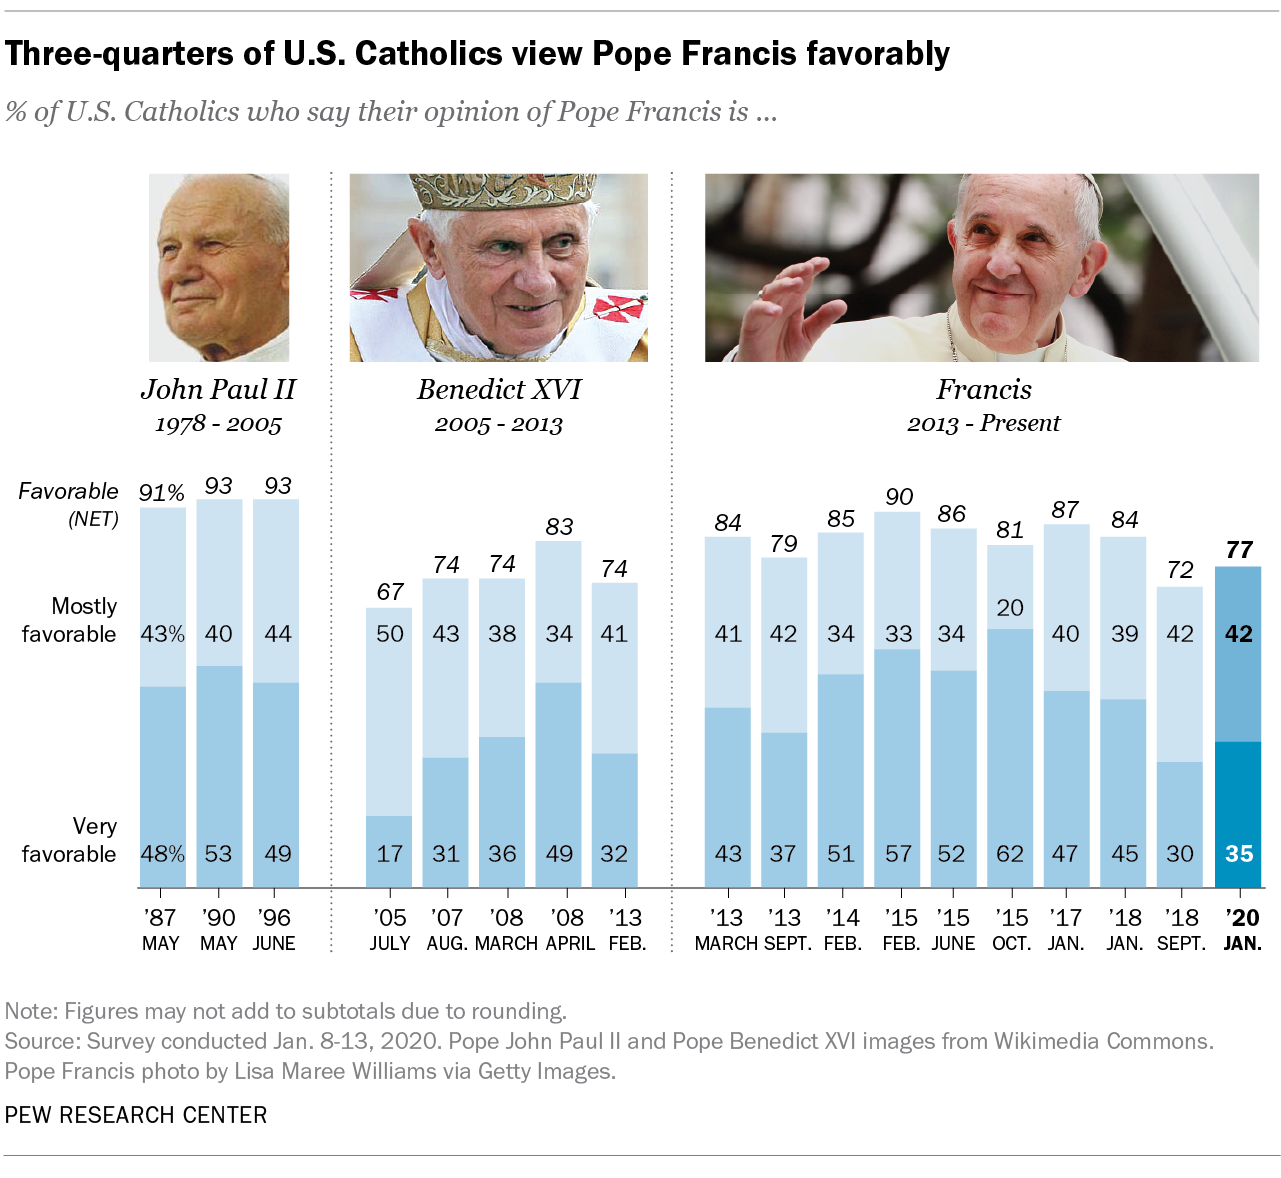 Three-quarters of U.S. Catholics view Pope Francis favorably
% of U.S. Catholics who say their opinion of Pope Francis is ...
John Paul II
1978 - 2005
Benedict XVI
2005 - 2013
Francis
2013 - Present
Favorable (NET) 91% 93 93 67 74 74 83 74 84 79 85 90 86 81 87 84 72 77
Mostly favorable 43% 40 44 50 43 38 34 41 41 42 34 33 34 20 40 39 42 42
Very favorable 48% 53 49 17 31 36 49 32 43 37 51 57 52 62 47 45 30 35
’87 ’90 ’96 ’05 ’07 ’08 ’08 ’13 ’13 ’13 ’14 ’15 ’15 ’15 ’17 ’18 ’18 ’20
MAY MAY JUNE JULY AUG. MARCH APRIL FEB. MARCH SEPT. FEB. FEB. JUNE OCT. JAN. JAN. SEPT. JAN.
Note: Figures may not add to subtotals due to rounding.
Source: Survey conducted Jan. 8-13, 2020. Pope John Paul II and Pope Benedict XVI images from Wikimedia Commons.
Pope Francis photo by Lisa Maree Williams via Getty Images.
PEW RESEARCH CENTER